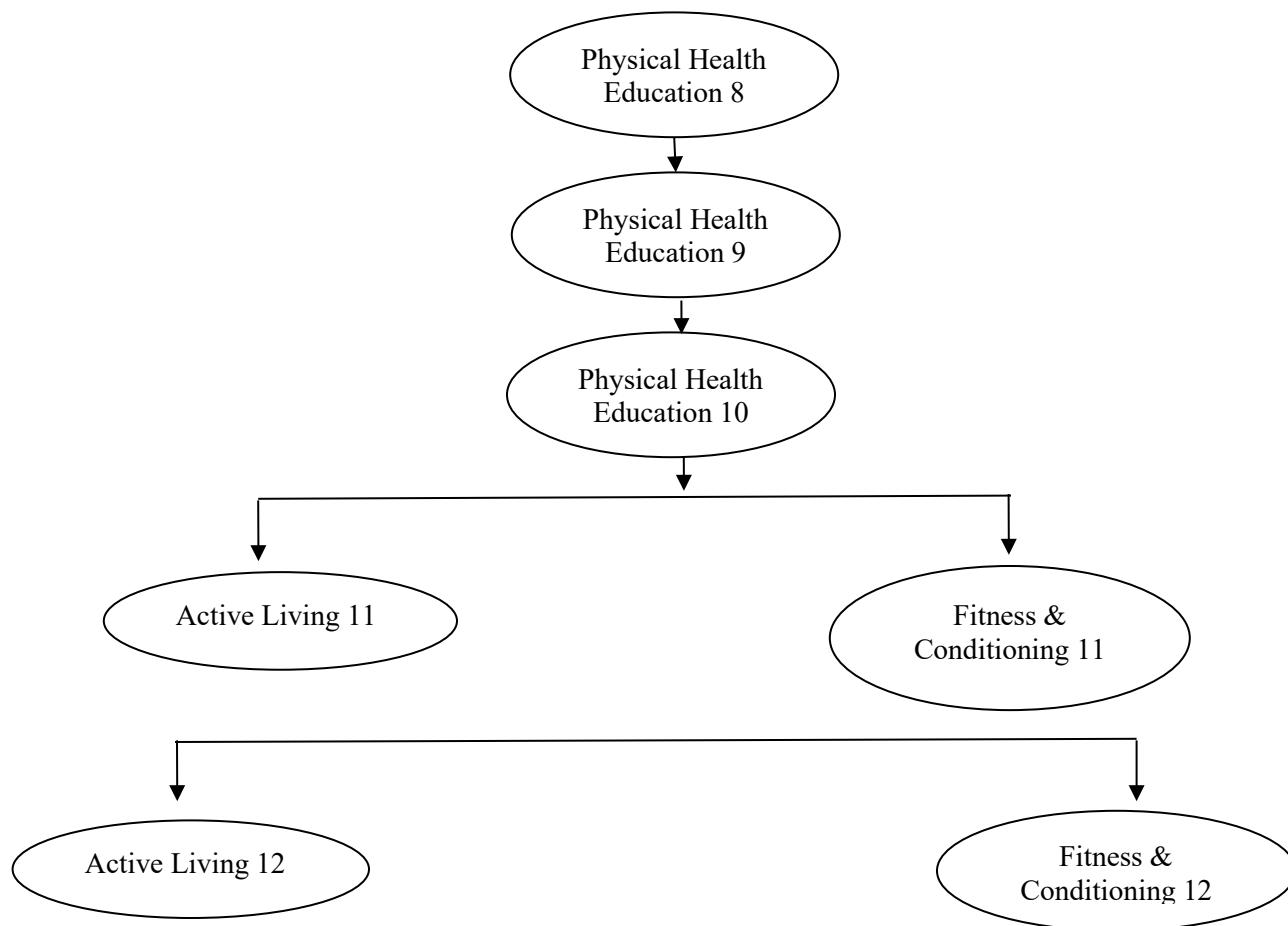 Physical Health
Education 8
Physical Health
Education 9
Physical Health
Education 10
Active Living 11
Fitness &
Conditioning 11
Active Living 12
Fitness &
Conditioning 12